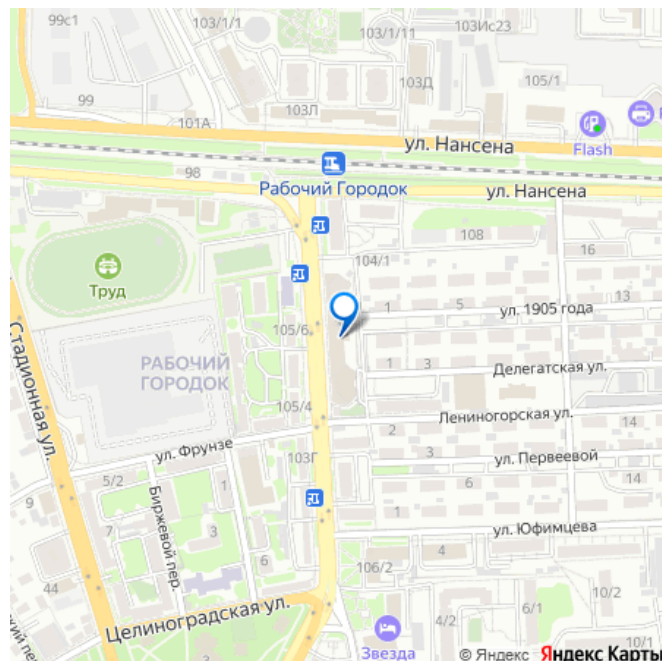 99с1
103/1/1
103Ис23
103/1/11
103Д
105/1
99
103Л
101А
ул. Нансена
Flash
98
Рабочий Городок
ул. Нансена
108
16
104/1
Труд
13
5
ул. 1905 года
105/6
1
Стадионная ул.
РАБОЧИЙ
ГОРОДОК
1
3
Делегатская ул.
105/4
Лениногорская ул.
14
ул. Фрунзе
103Г
2
3
ул. Первеевой
5/2
1
6
14
9
Биржевой пер.
3
1
ул. Юфимцева
6
4
44
106/2
10/2
Целиноградская ул.
4/2
6/1
10/1
Звезда
© Яндекс Яндекс Карты